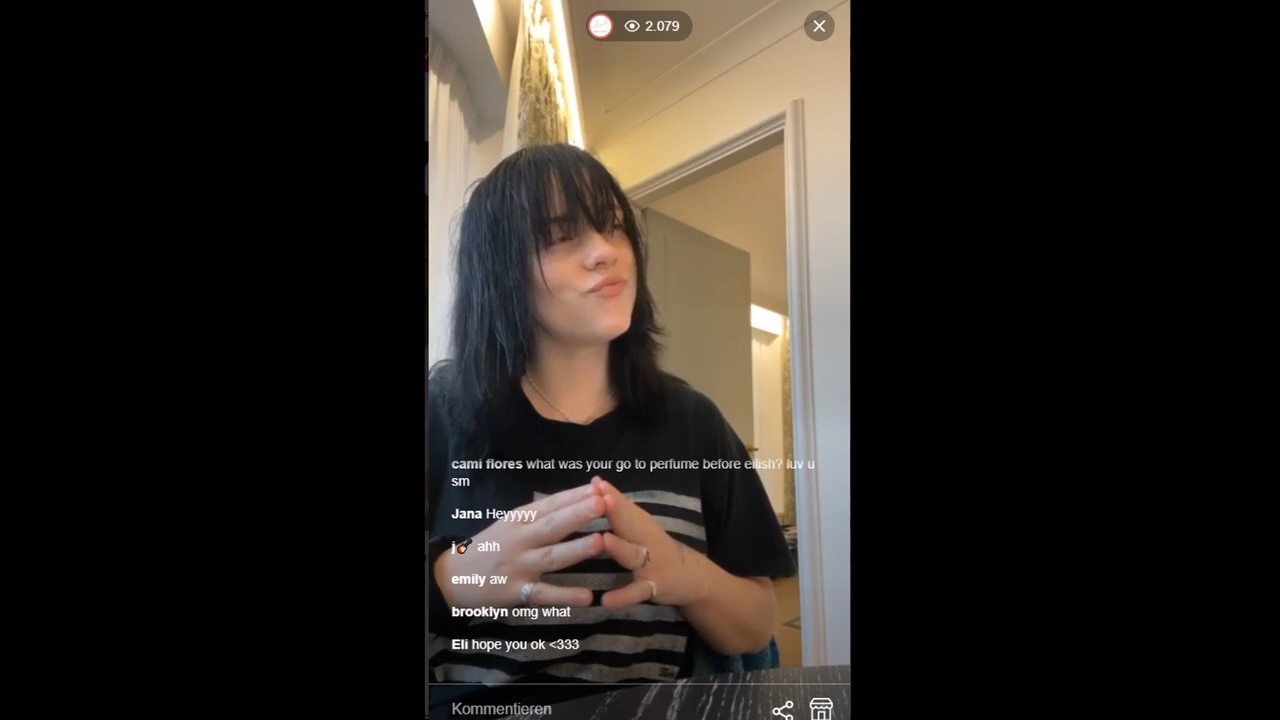 2.079
cami flores what was your go to perfume before eilish? luv u
sm
Jana Heyyyyy
j☄️ ahh
emily aw
brooklyn omg what
Eli hope you ok <333
Kommentieren